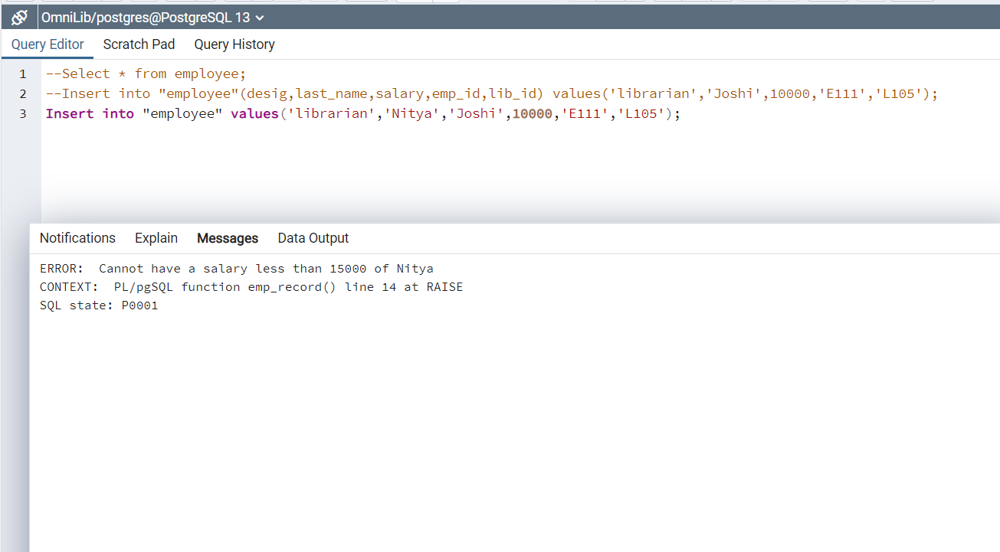 OmniLib/postgres@PostgreSQL 13
Query Editor Scratch Pad Query History
1 --Select * from employee;
2 --Insert into "employee"(desig,last_name,salary,emp_id,lib_id) values('librarian','Joshi',10000,'E111','L105');
3 Insert into "employee" values('librarian','Nitya','Joshi',10000,'E111','L105');
Notifications Explain Messages Data Output
ERROR:  Cannot have a salary less than 15000 of Nitya
CONTEXT:  PL/pgSQL function emp_record() line 14 at RAISE
SQL state: P0001